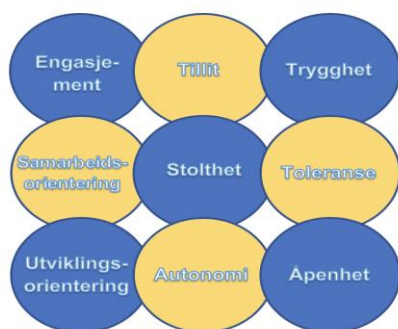 Engasje-
ment
Tillit
Trygghet
Samarbeids-
orientering
Stolthet
Toleranse
Utviklings-
orientering
Autonomi
Åpenhet